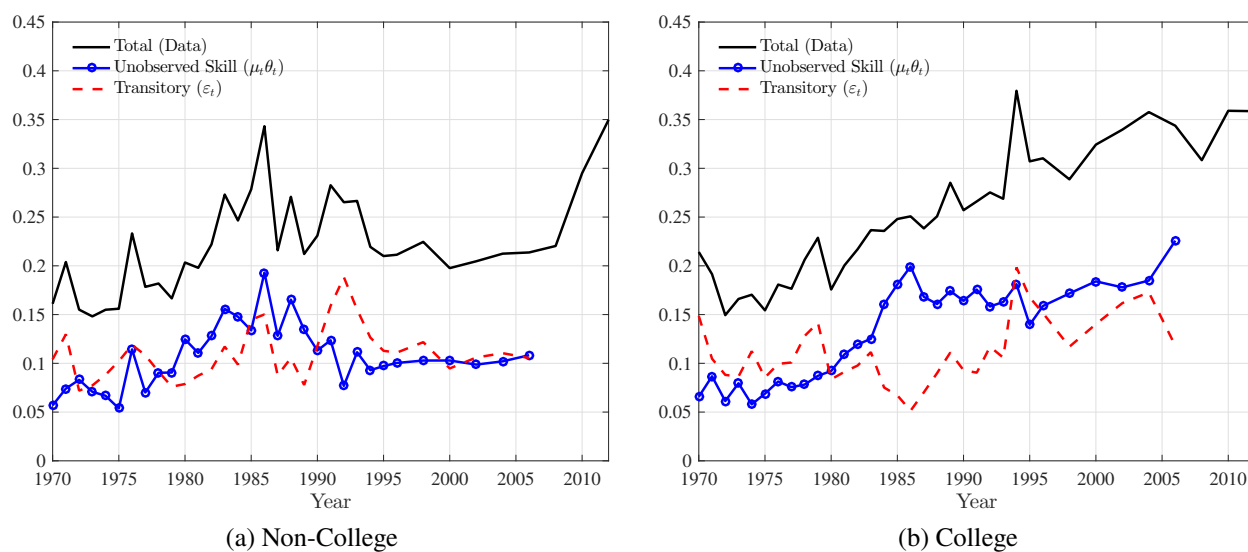 0.45
0.4
0.35
0.3
0.25
0.2
0.15
0.1
0.05
0
Total (Data)
Unobserved Skill (μₜθₜ)
Transitory (εₜ)
1970 1975 1980 1985 1990 1995 2000 2005 2010
Year
(a) Non-College
0.45
0.4
0.35
0.3
0.25
0.2
0.15
0.1
0.05
0
Total (Data)
Unobserved Skill (μₜθₜ)
Transitory (εₜ)
1970 1975 1980 1985 1990 1995 2000 2005 2010
Year
(b) College